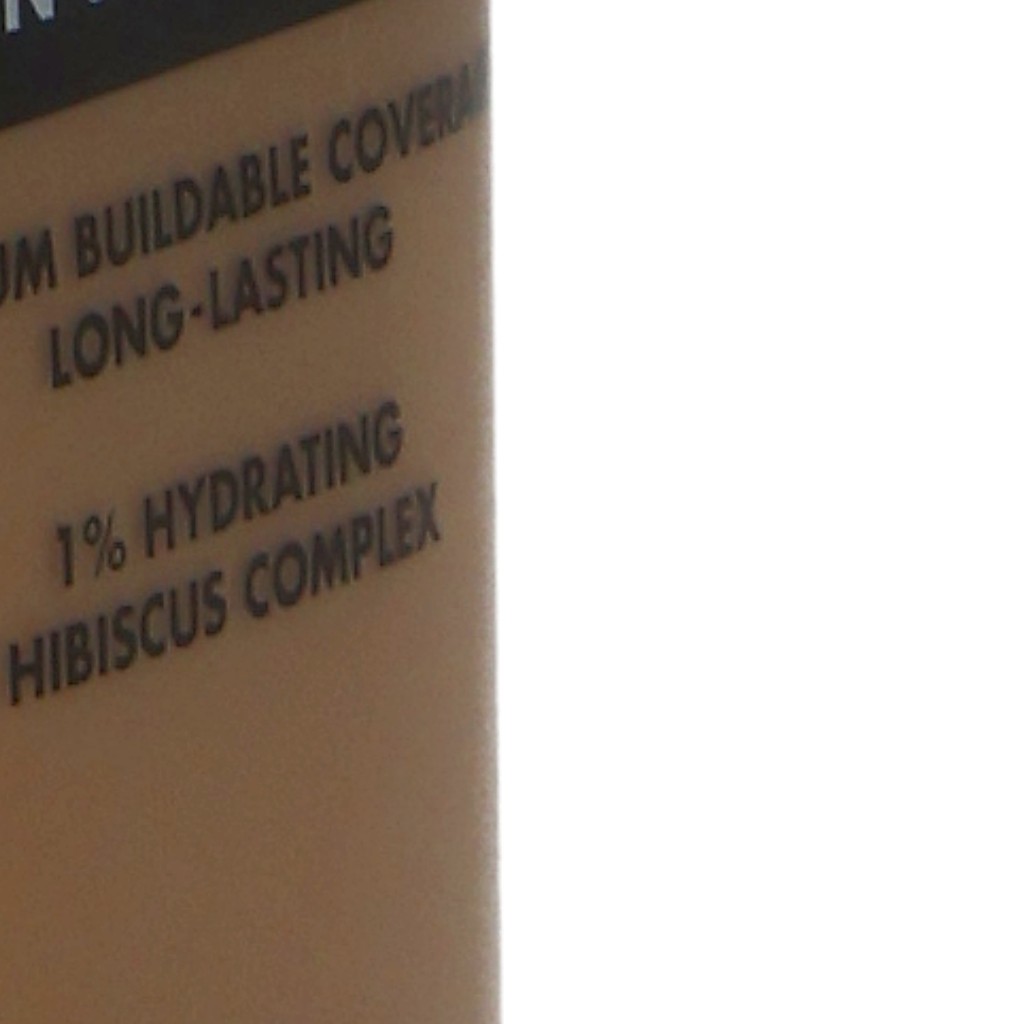 BUILDABLE
LONG-LASTING
1% HYDRATING
HIBISCUS COMPLEX